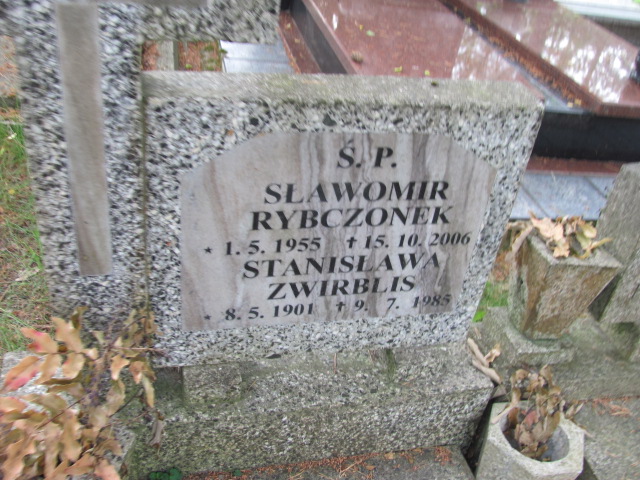 Ś. P.
SŁAWOMIR
RYBCZONEK
* 1. 5. 1955 † 15. 10. 2006
STANISŁAWA
ZWIRBLIS
* 8. 5. 1901 † 9. 7. 1985